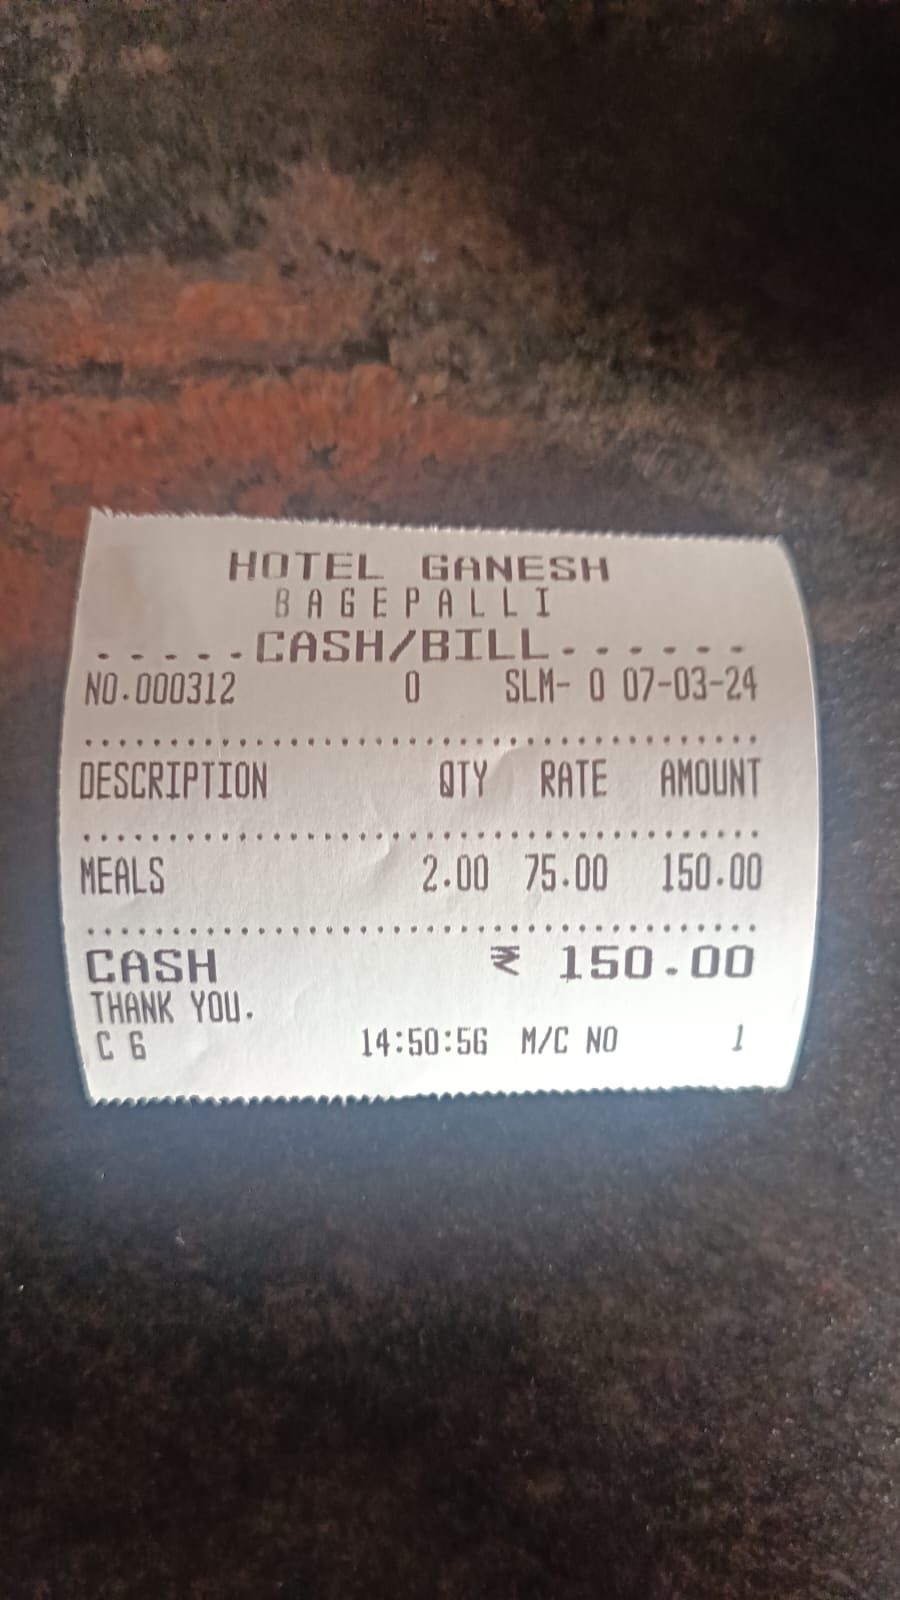 HOTEL GANESH
BAGEPALLI
.....CASH/BILL......
NO.000312 0 SLM- 0 07-03-24
DESCRIPTION QTY RATE AMOUNT
MEALS 2.00 75.00 150.00
CASH ₹ 150.00
THANK YOU.
C 6 14:50:56 M/C NO 1